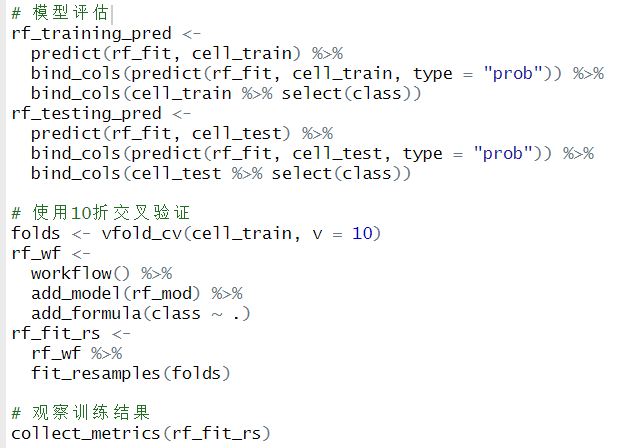 # 模型评估
rf_training_pred <-
  predict(rf_fit, cell_train) %>%
  bind_cols(predict(rf_fit, cell_train, type = "prob")) %>%
  bind_cols(cell_train %>% select(class))
rf_testing_pred <-
  predict(rf_fit, cell_test) %>%
  bind_cols(predict(rf_fit, cell_test, type = "prob")) %>%
  bind_cols(cell_test %>% select(class))

# 使用10折交叉验证
folds <- vfold_cv(cell_train, v = 10)
rf_wf <-
  workflow() %>%
  add_model(rf_mod) %>%
  add_formula(class ~ .)
rf_fit_rs <-
  rf_wf %>%
  fit_resamples(folds)

# 观察训练结果
collect_metrics(rf_fit_rs)